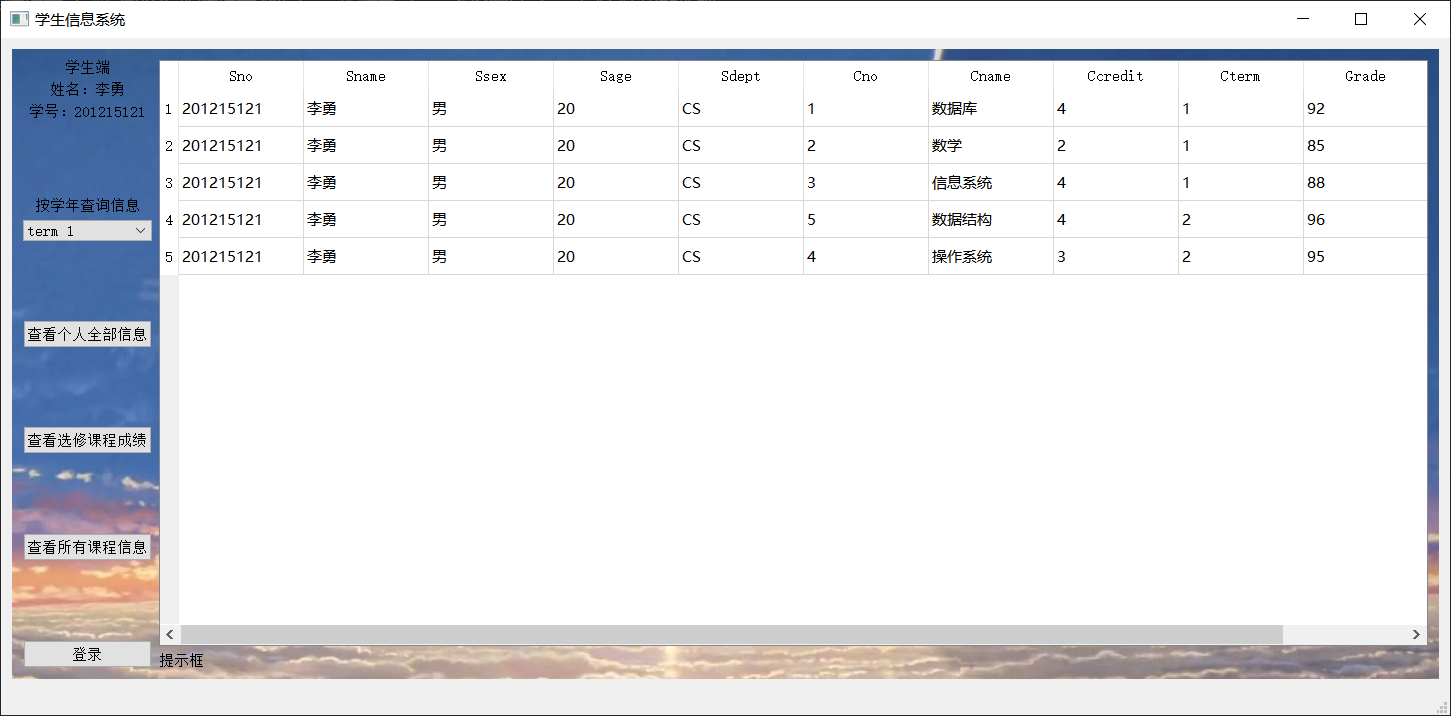 学生信息系统
学生端
姓名：李勇
学号：201215121
按学年查询信息
term 1
查看个人全部信息
查看选修课程成绩
查看所有课程信息
登录
Sno Sname Ssex Sage Sdept Cno Cname Ccredit Cterm Grade
1 201215121 李勇 男 20 CS 1 数据库 4 1 92
2 201215121 李勇 男 20 CS 2 数学 2 1 85
3 201215121 李勇 男 20 CS 3 信息系统 4 1 88
4 201215121 李勇 男 20 CS 5 数据结构 4 2 96
5 201215121 李勇 男 20 CS 4 操作系统 3 2 95
提示框